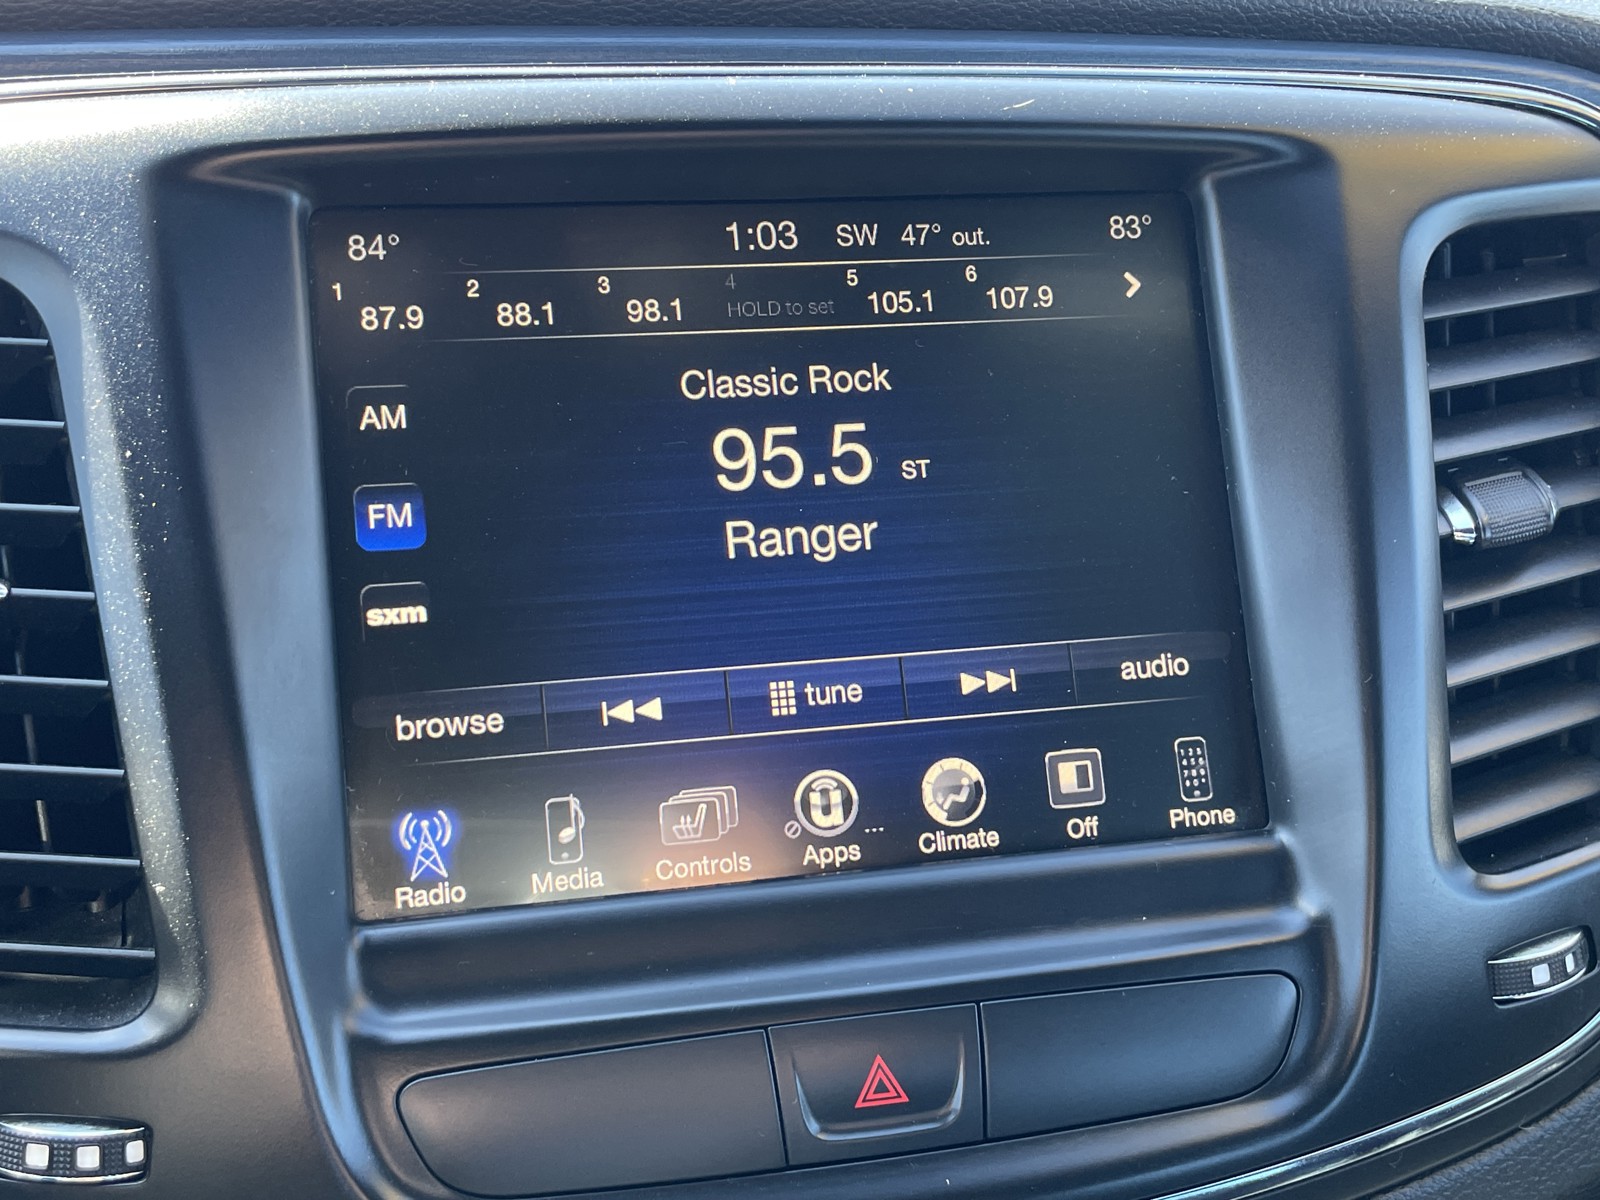 84° 1:03 SW 47° out. 83°
1 87.9 2 88.1 3 98.1 4 HOLD to set 5 105.1 6 107.9
Classic Rock
AM
95.5 ST
FM
Ranger
sxm
browse tune audio
Radio Media Controls Apps Climate Off Phone